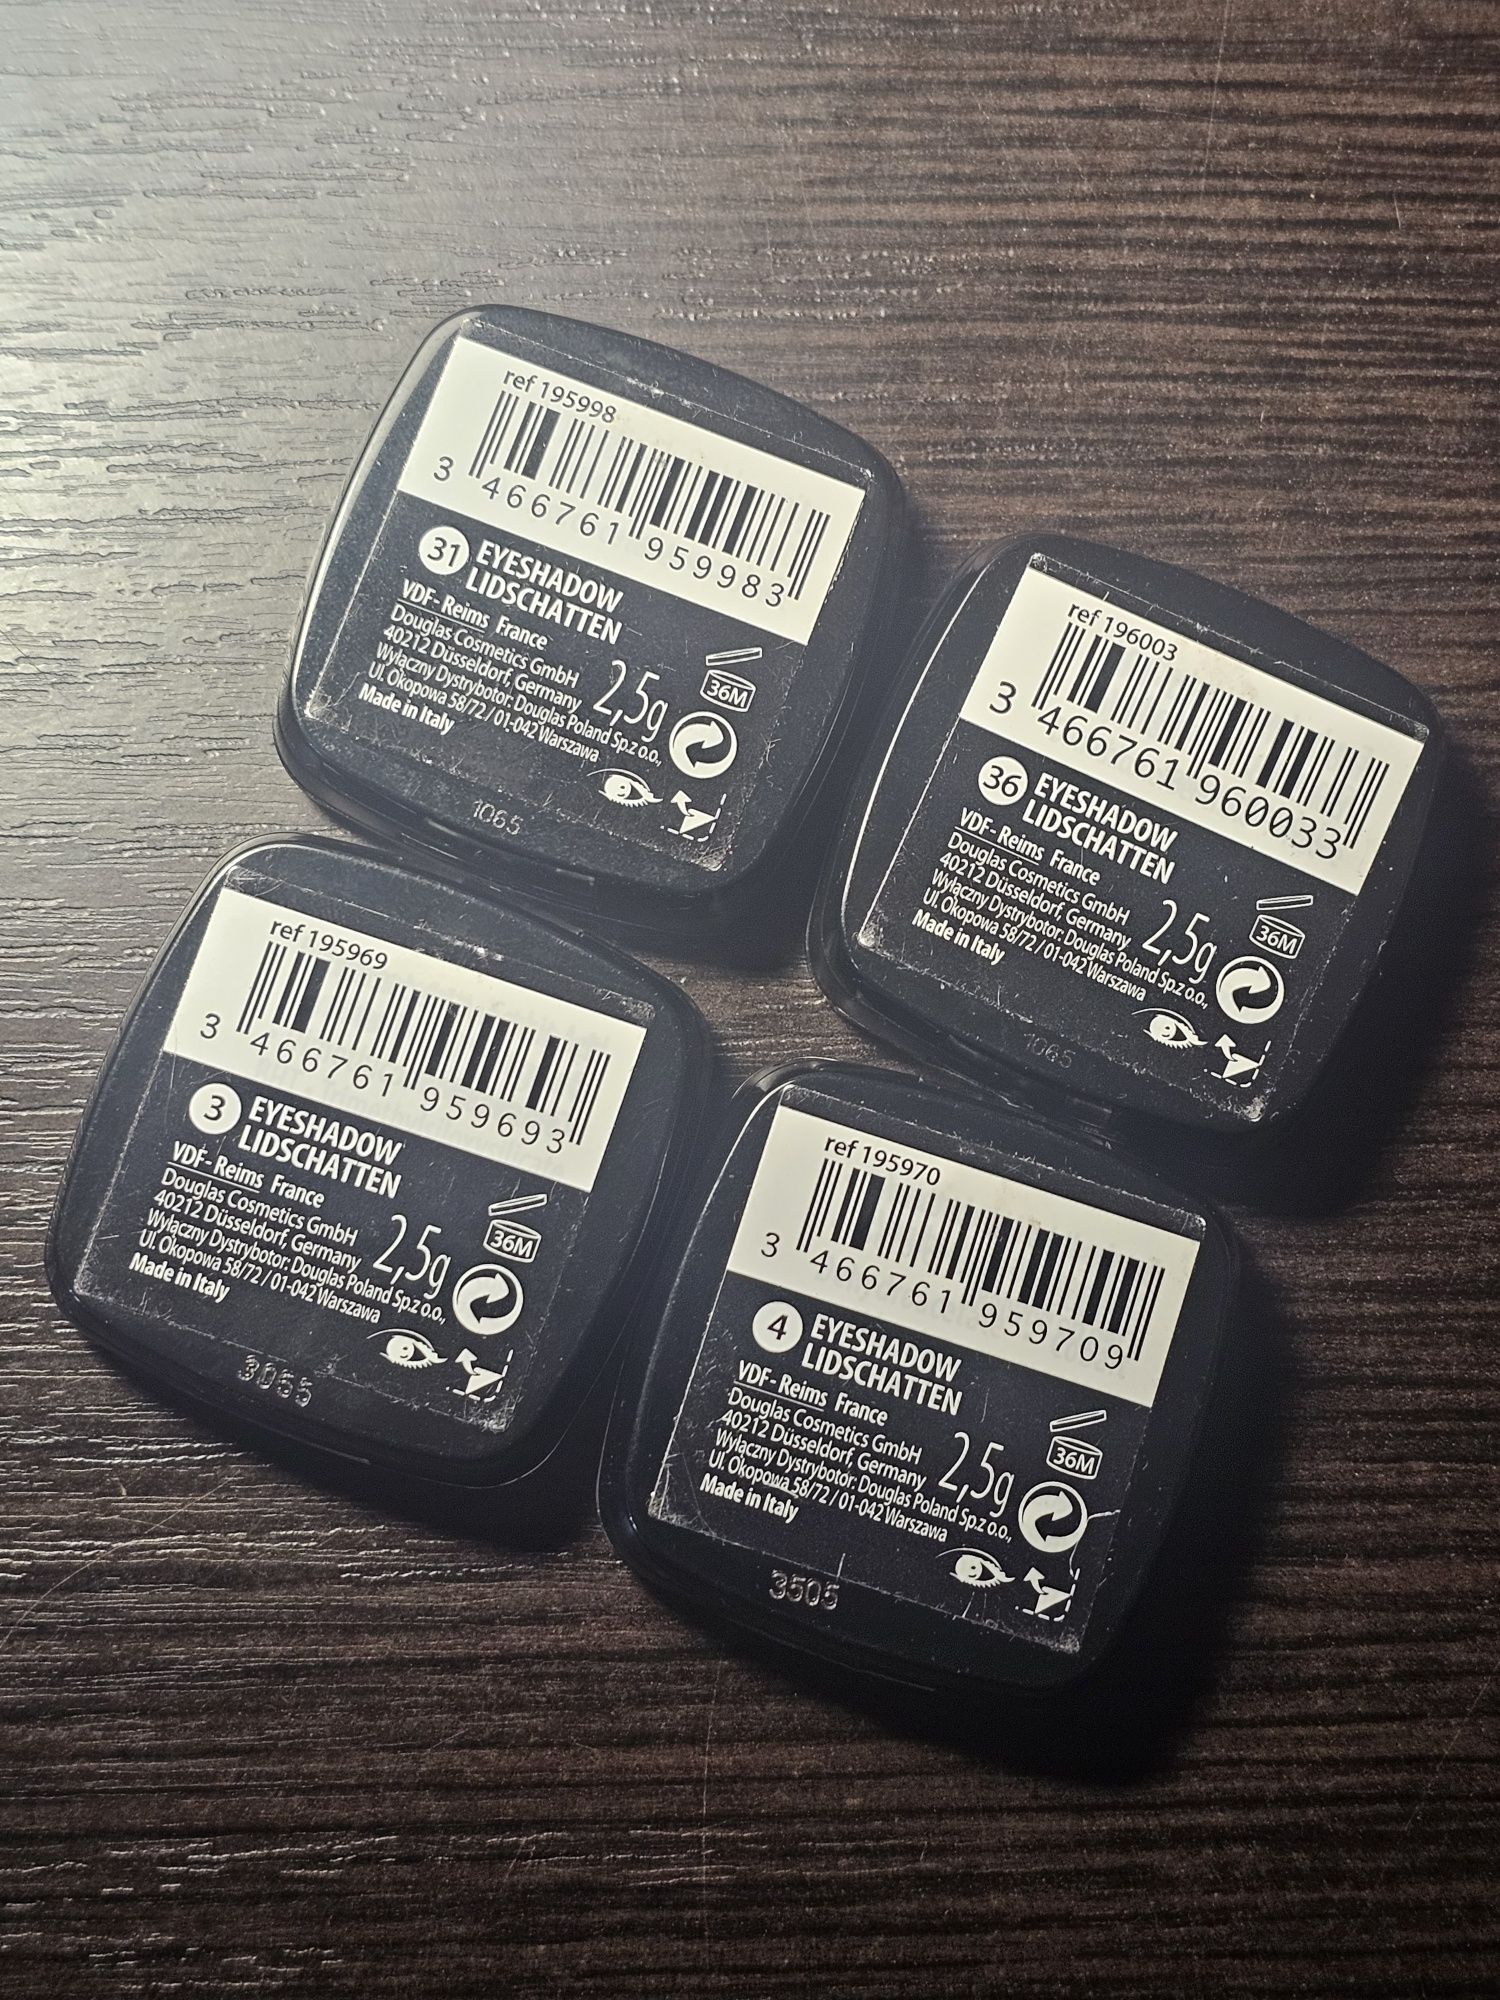 ref 195998
3 466761 959983
31 EYESHADOW
LIDSCHATTEN
VDF- Reims France
Douglas Cosmetics GmbH
40212 Düsseldorf, Germany
Wyłączny Dystrybotor: Douglas Poland Sp.z o.o.,
Ul. Okopowa 58/72 / 01-042 Warszawa
Made in Italy
2,5g
36M
1065
ref 196003
3 466761 960033
36 EYESHADOW
LIDSCHATTEN
VDF- Reims France
Douglas Cosmetics GmbH
40212 Düsseldorf, Germany
Wyłączny Dystrybotor: Douglas Poland Sp.z o.o.,
Ul. Okopowa 58/72 / 01-042 Warszawa
Made in Italy
2,5g
36M
1065
ref 195969
3 466761 959693
3 EYESHADOW
LIDSCHATTEN
VDF- Reims France
Douglas Cosmetics GmbH
40212 Düsseldorf, Germany
Wyłączny Dystrybotor: Douglas Poland Sp.z o.o.,
Ul. Okopowa 58/72 / 01-042 Warszawa
Made in Italy
2,5g
36M
3055
ref 195970
3 466761 959709
4 EYESHADOW
LIDSCHATTEN
VDF- Reims France
Douglas Cosmetics GmbH
40212 Düsseldorf, Germany
Wyłączny Dystrybotor: Douglas Poland Sp.z o.o.,
Ul. Okopowa 58/72 / 01-042 Warszawa
Made in Italy
2,5g
36M
3505